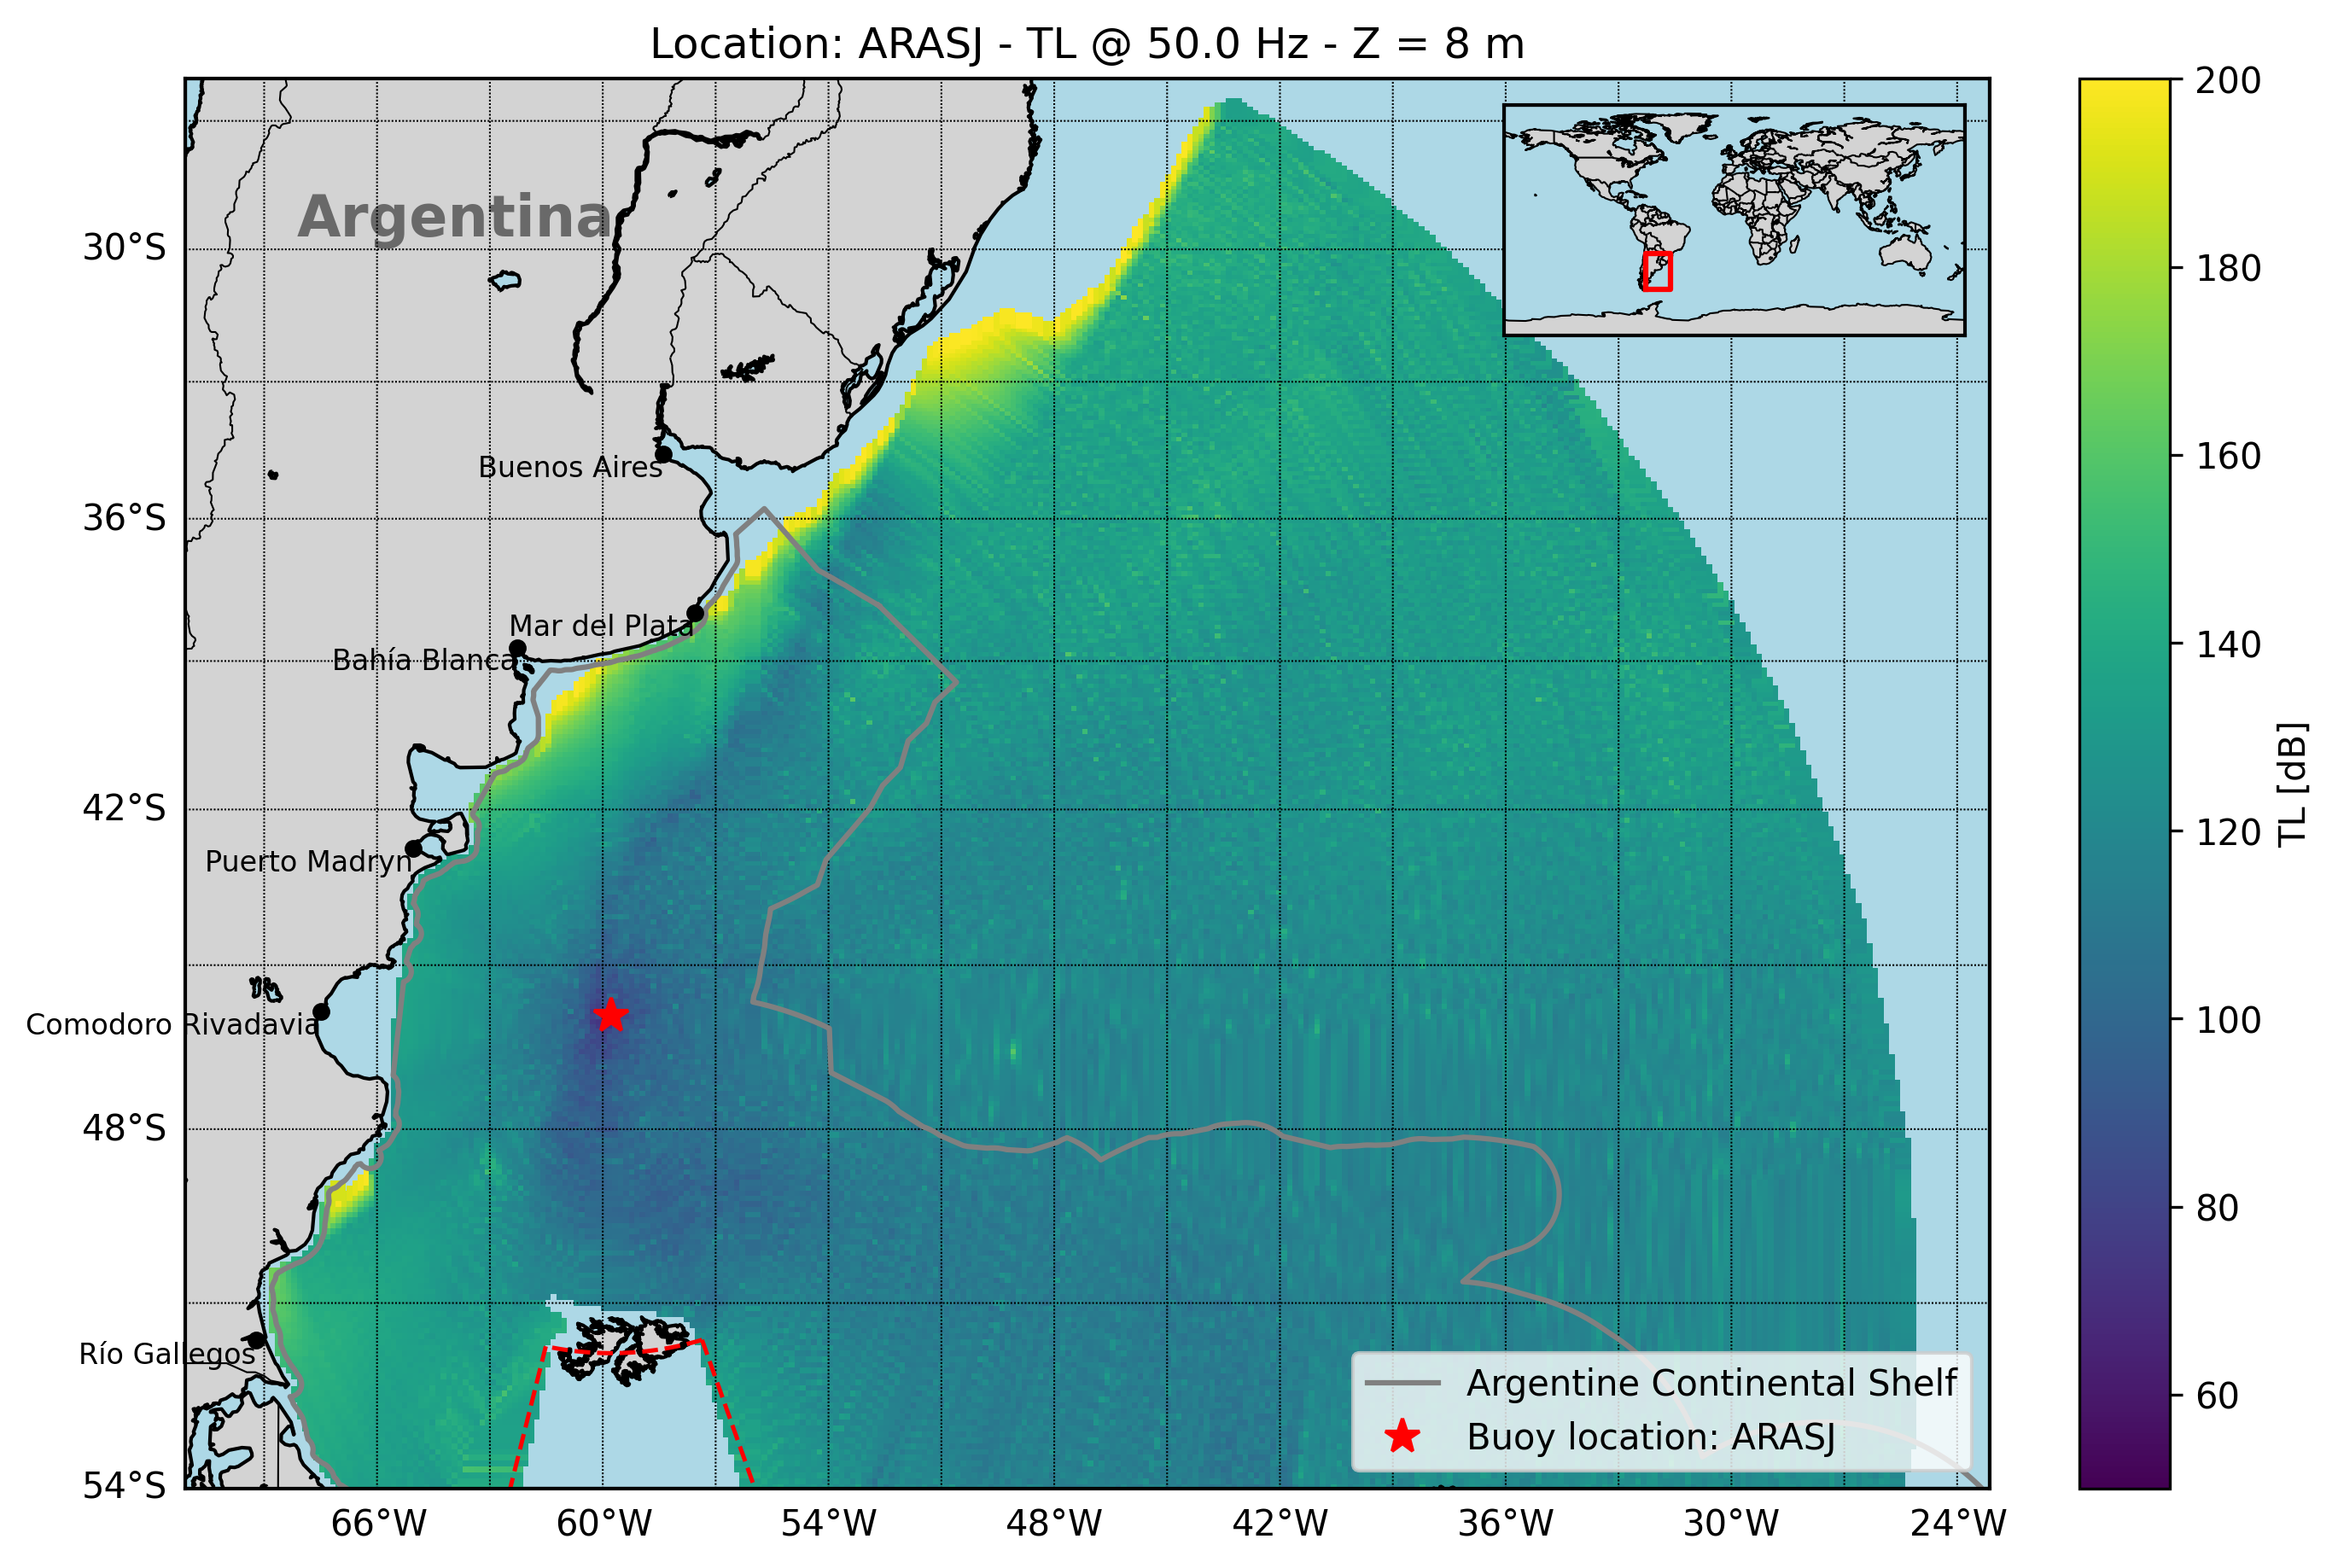 Location: ARASJ - TL @ 50.0 Hz - Z = 8 m
Argentina
Buenos Aires
Mar del Plata
Bahía Blanca
Puerto Madryn
Comodoro Rivadavia
Río Gallegos
30°S
36°S
42°S
48°S
54°S
66°W
60°W
54°W
48°W
42°W
36°W
30°W
24°W
Argentine Continental Shelf
Buoy location: ARASJ
200
180
160
140
120
100
80
60
TL [dB]